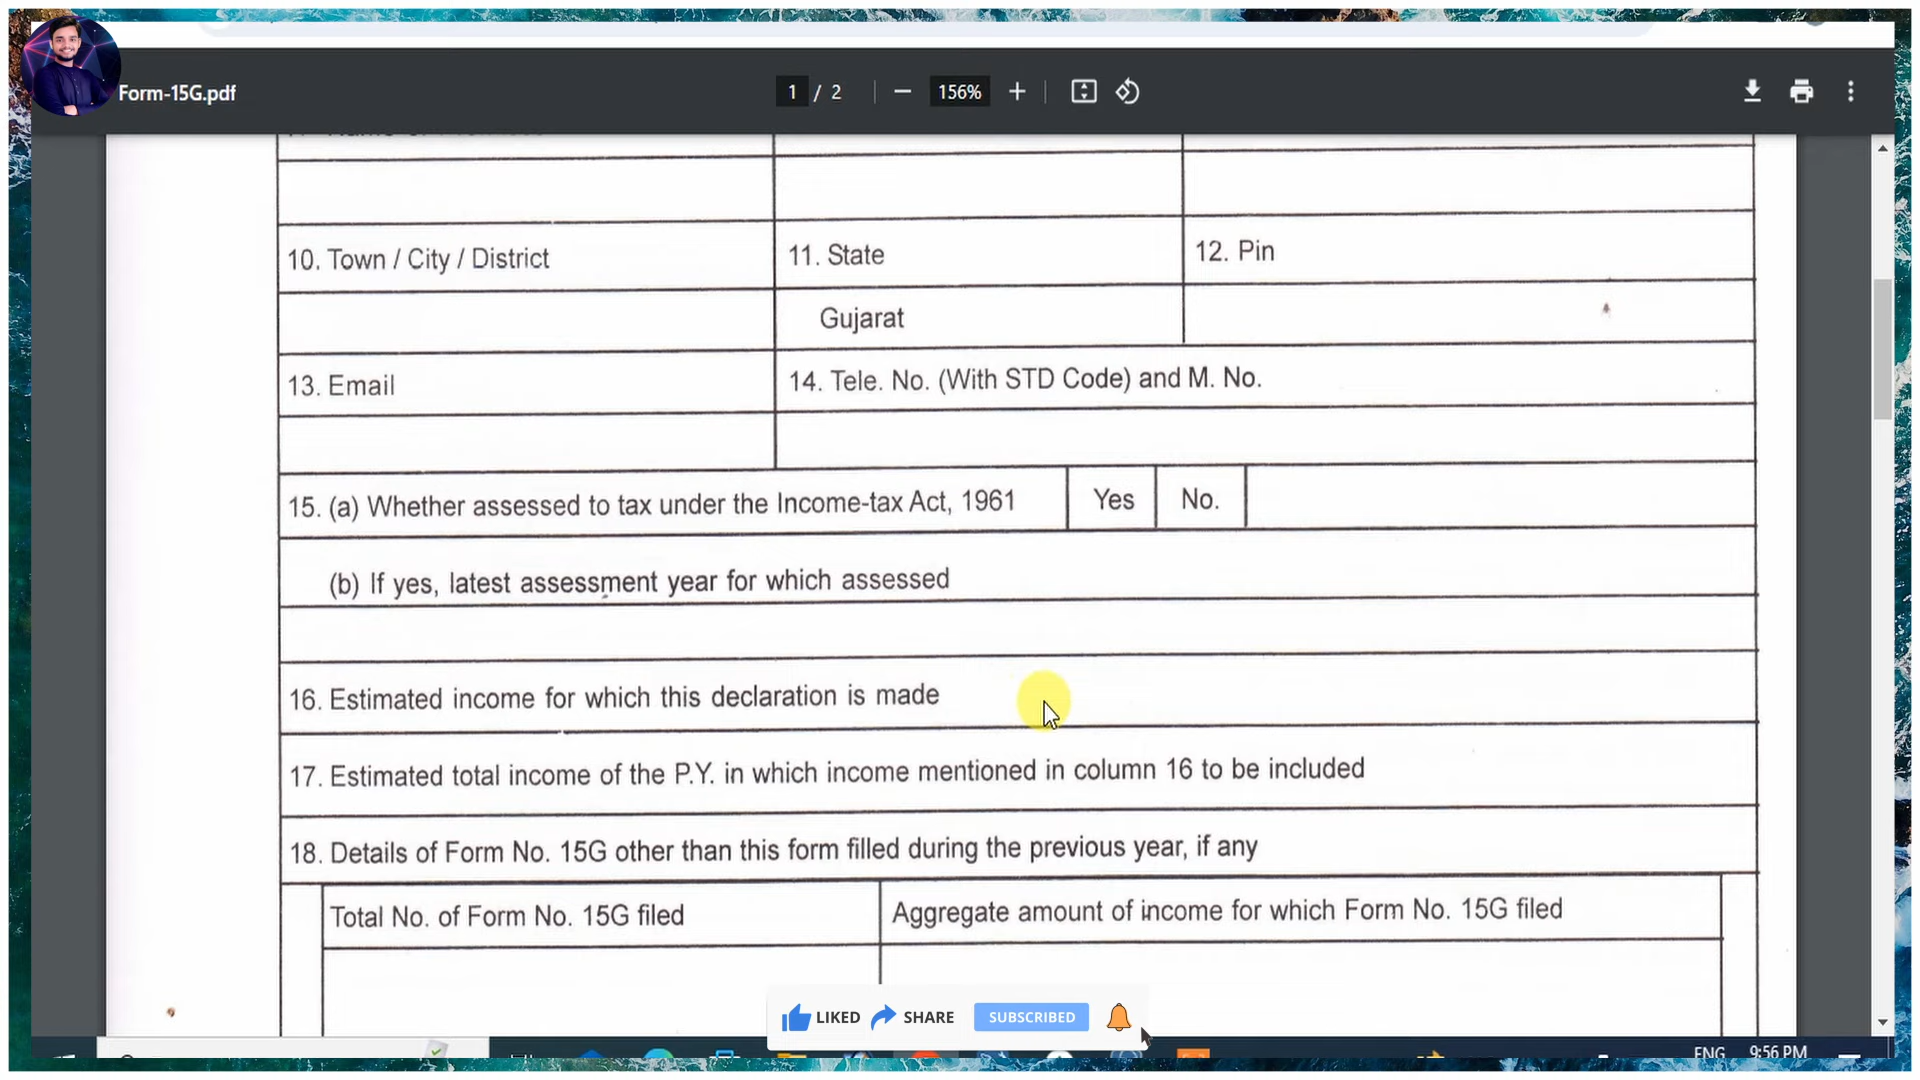 Form-15G.pdf
1 / 2
156%
10. Town / City / District
11. State
12. Pin
Gujarat
13. Email
14. Tele. No. (With STD Code) and M. No.
15. (a) Whether assessed to tax under the Income-tax Act, 1961
Yes
No.
(b) If yes, latest assessment year for which assessed
16. Estimated income for which this declaration is made
17. Estimated total income of the P.Y. in which income mentioned in column 16 to be included
18. Details of Form No. 15G other than this form filled during the previous year, if any
Total No. of Form No. 15G filed
Aggregate amount of income for which Form No. 15G filed
LIKED
SHARE
SUBSCRIBED
ENG
9:56 PM